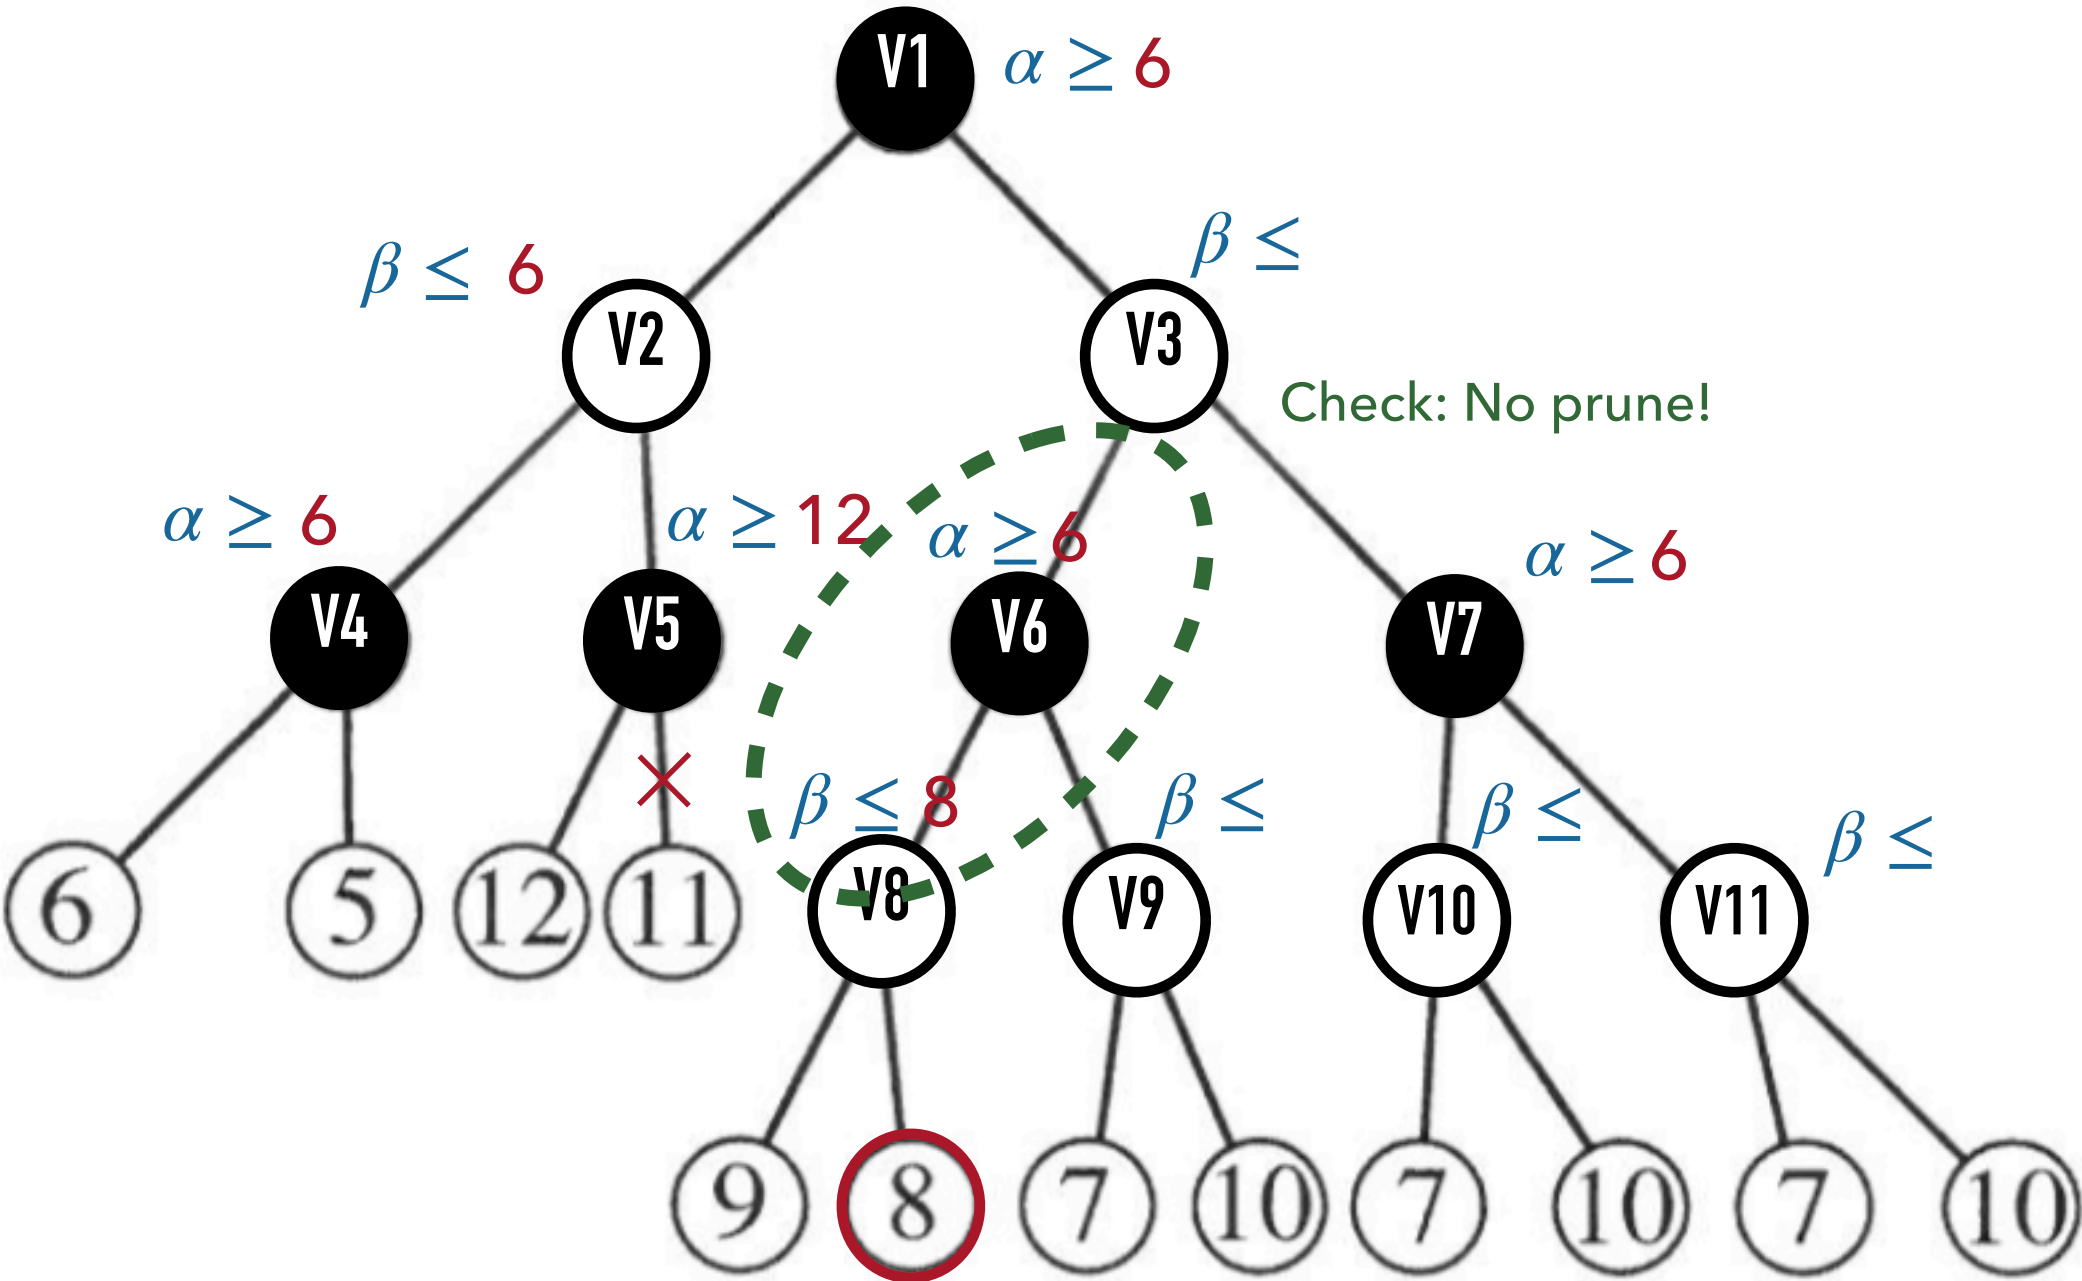 V1
α ≥ 6
β ≤ 6
β ≤
V2
V3
Check: No prune!
α ≥ 6
α ≥ 12
α ≥ 6
α ≥ 6
V4
V5
V6
V7
β ≤ 8
β ≤
β ≤
β ≤
6
5
12
11
V8
V9
V10
V11
9
8
7
10
7
10
7
10